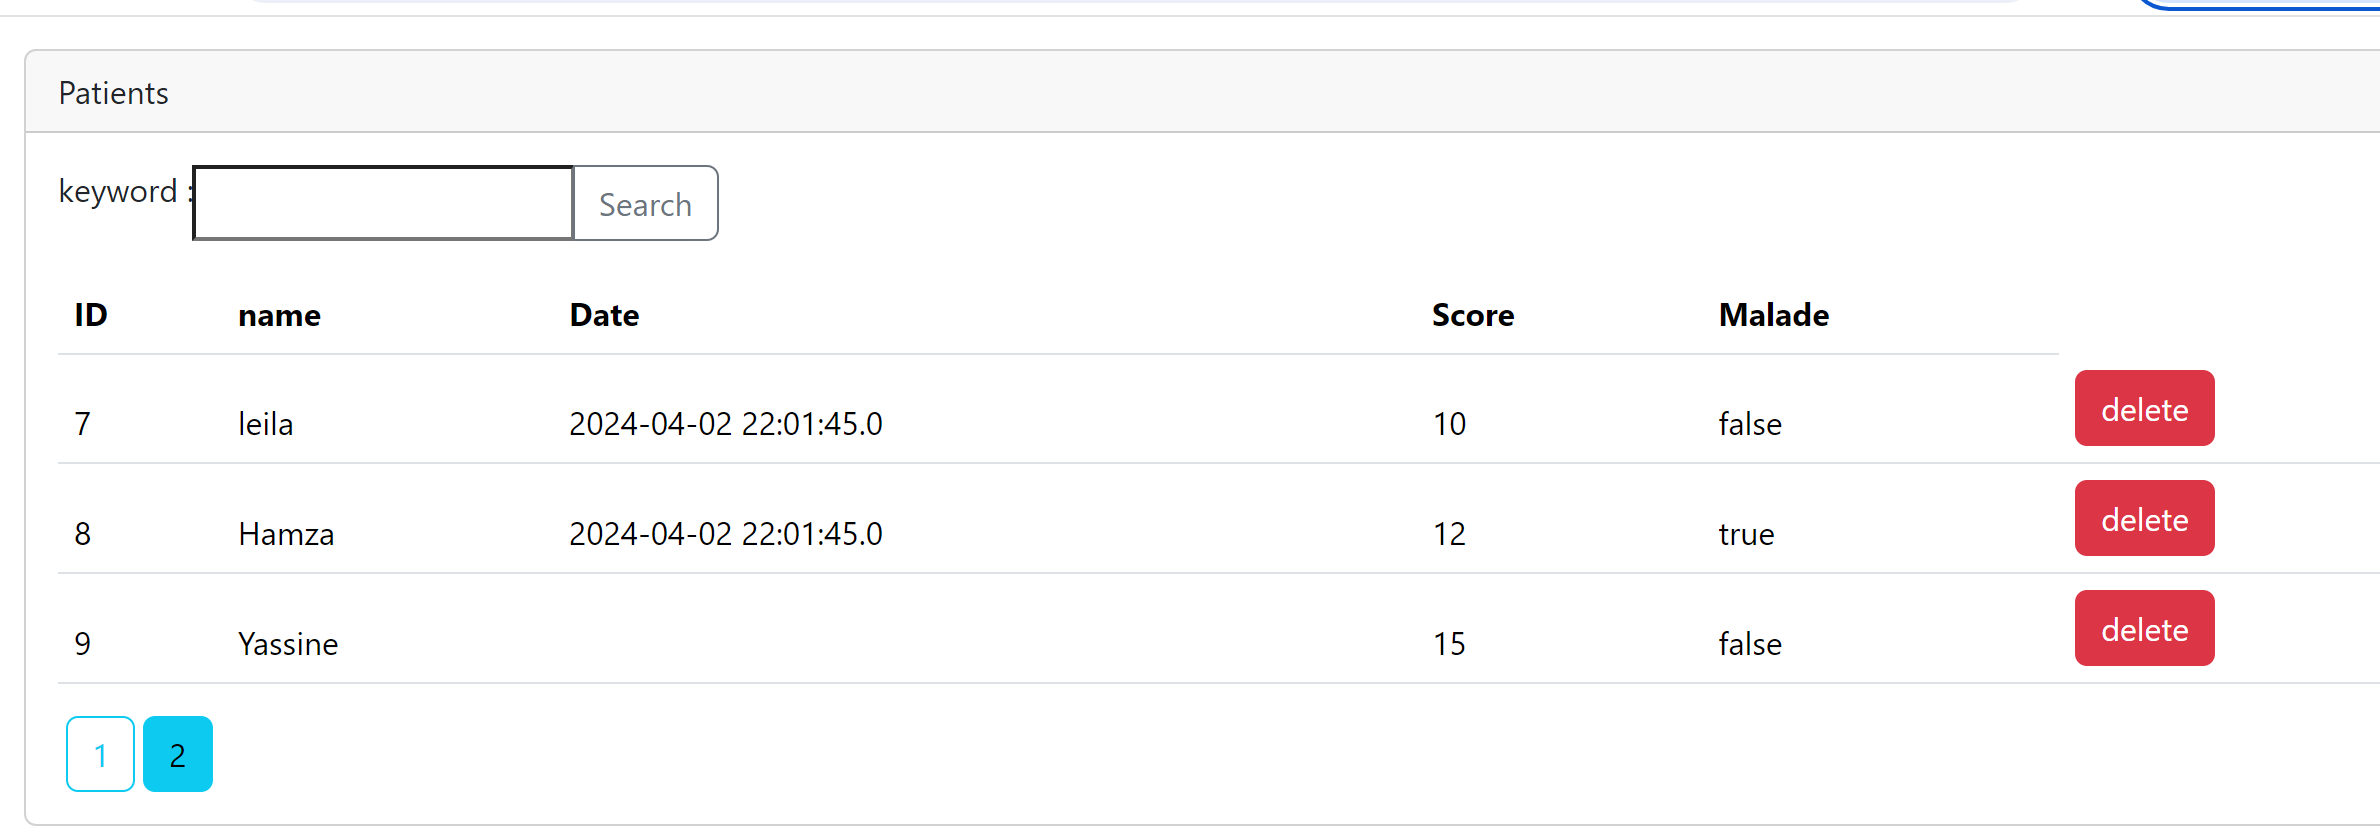 Patients
keyword :
Search
ID name Date Score Malade
7 leila 2024-04-02 22:01:45.0 10 false delete
8 Hamza 2024-04-02 22:01:45.0 12 true delete
9 Yassine 15 false delete
1 2